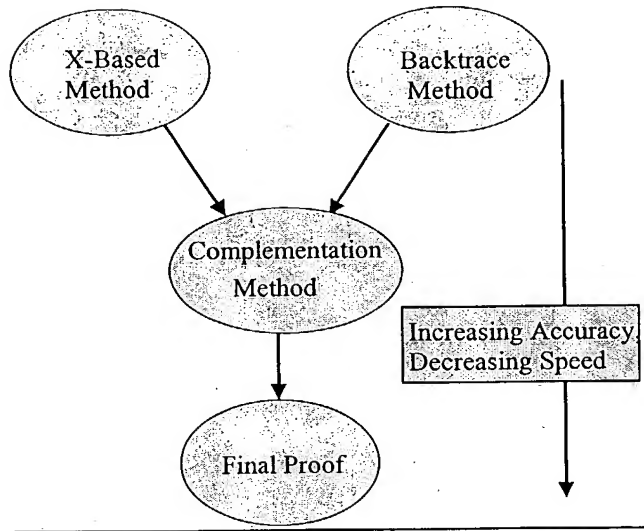 X-Based
Method
Backtrace
Method
Complementation
Method
Increasing Accuracy
Decreasing Speed
Final Proof